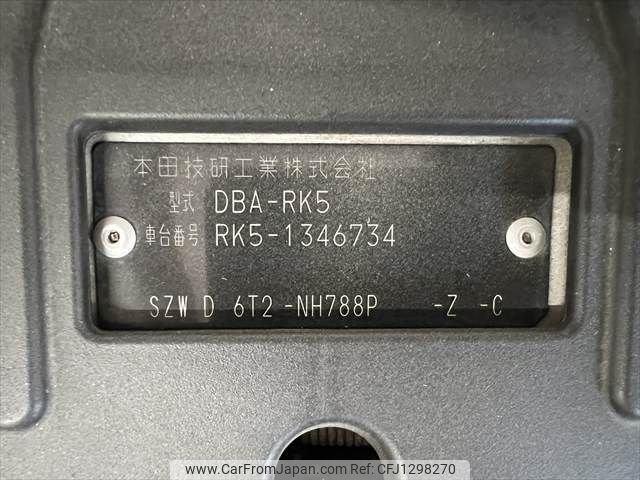 本田技研工業株式会社
型式 DBA-RK5
車台番号 RK5-1346734
SZW D 6T2 -NH788P -Z -C
www.CarFromJapan.com - CFJ1298270